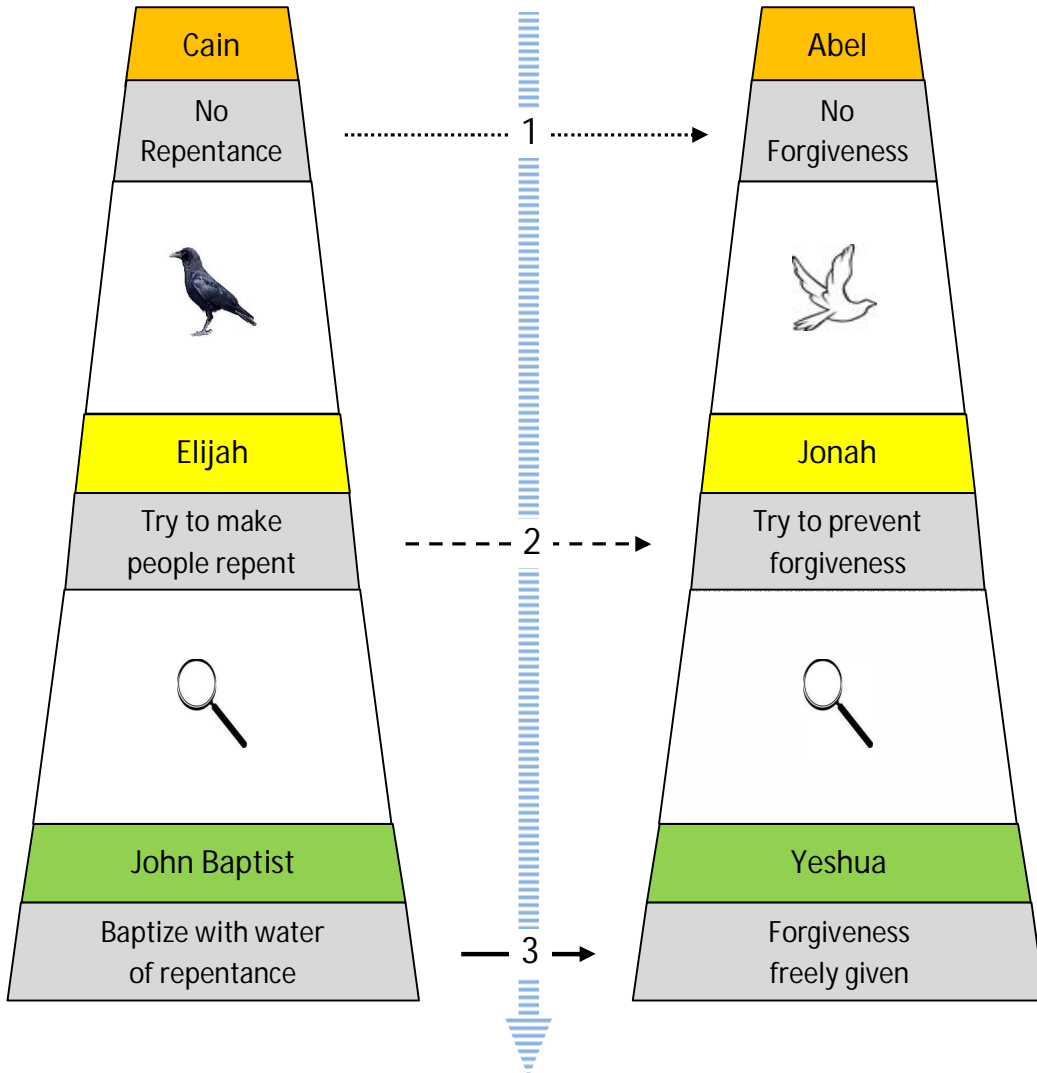 Cain
Abel
No
Repentance
1
No
Forgiveness
Elijah
Jonah
Try to make
people repent
2
Try to prevent
forgiveness
John Baptist
Yeshua
Baptize with water
of repentance
3
Forgiveness
freely given